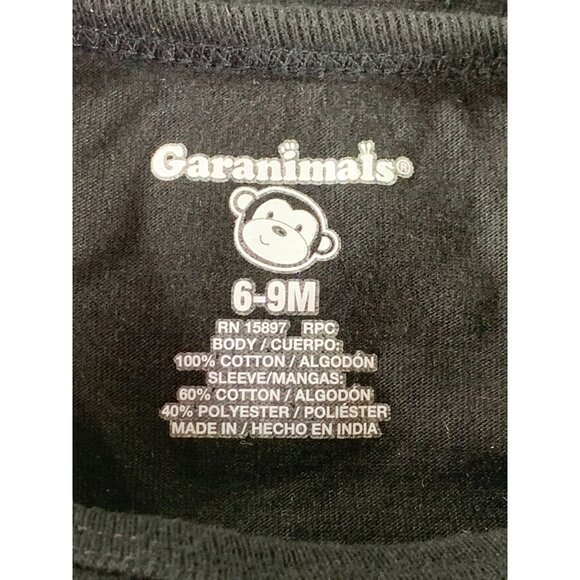 Garanimals®
6-9M
RN 15897 RPC
BODY / CUERPO:
100% COTTON / ALGODÓN
SLEEVE/MANGAS:
60% COTTON / ALGODÓN
40% POLYESTER / POLIÉSTER
MADE IN / HECHO EN INDIA